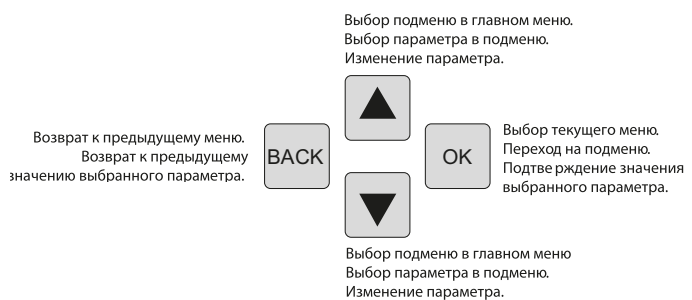 Выбор подменю в главном меню.
Выбор параметра в подменю.
Изменение параметра.
Возврат к предыдущему меню.
Возврат к предыдущему
значению выбранного параметра.
BACK
OK
Выбор текущего меню.
Переход на подменю.
Подтве рждение значения
выбранного параметра.
Выбор подменю в главном меню
Выбор параметра в подменю.
Изменение параметра.